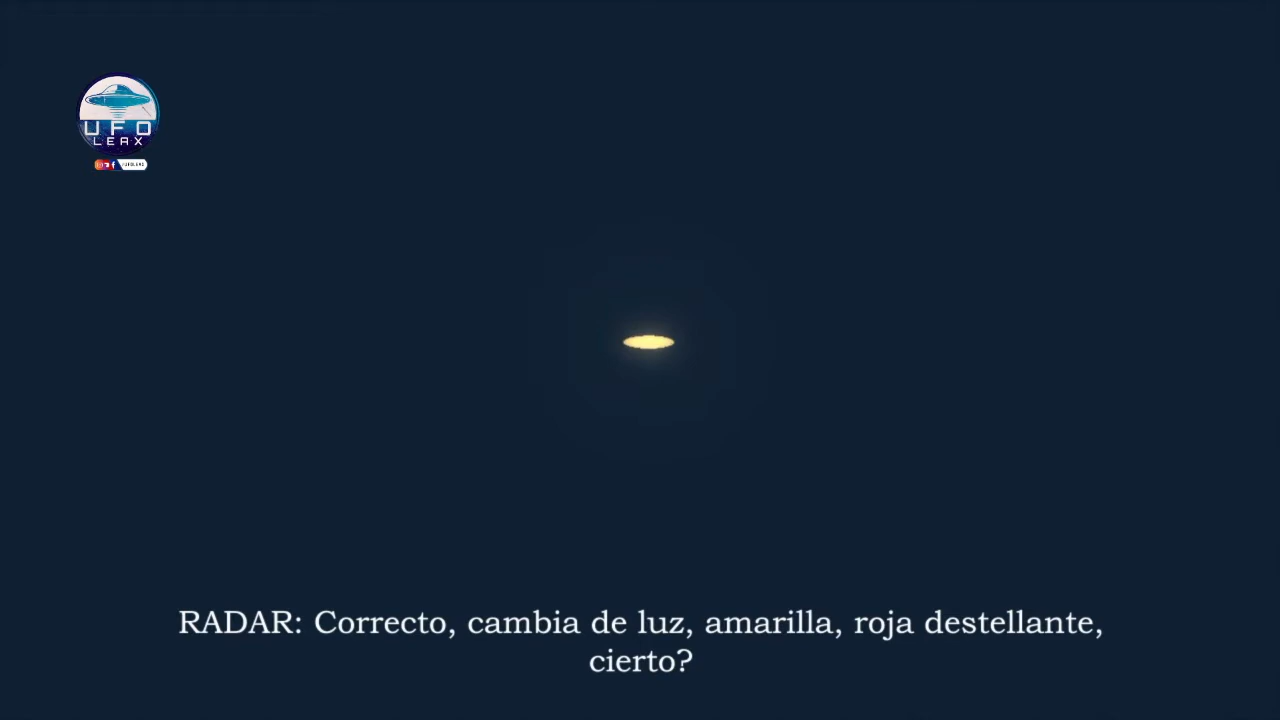 UFO
LEAX
RADAR: Correcto, cambia de luz, amarilla, roja destellante,
cierto?